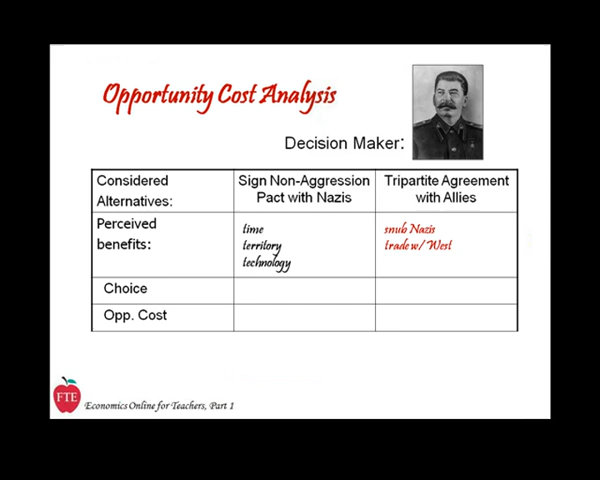 Opportunity Cost Analysis
Decision Maker:
Considered
Alternatives:
Sign Non-Aggression
Pact with Nazis
Tripartite Agreement
with Allies
Perceived
benefits:
time
territory
technology
snub Nazis
trade w/ West
Choice
Opp. Cost
FTE
Economics Online for Teachers, Part 1